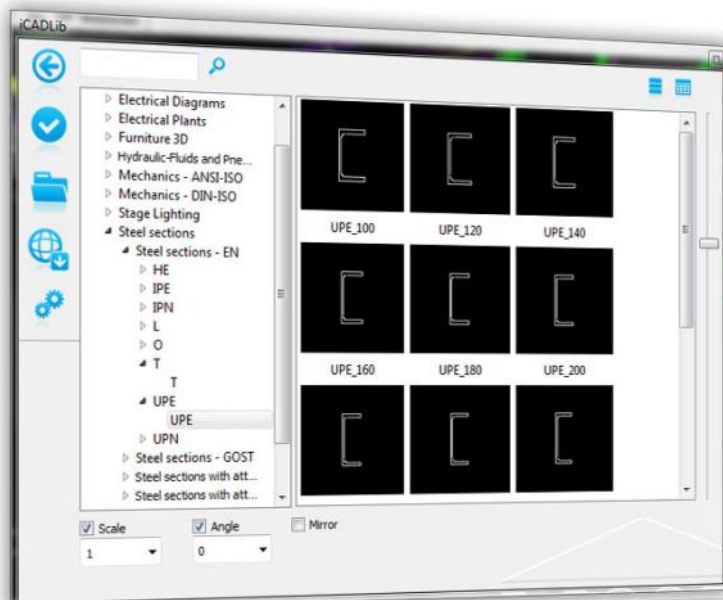 iCADLib
Electrical Diagrams
Electrical Plants
Furniture 3D
Hydraulic-Fluids and Pne...
Mechanics - ANSI-ISO
Mechanics - DIN-ISO
Stage Lighting
Steel sections
Steel sections - EN
HE
IPE
IPN
L
O
T
T
UPE
UPE
UPN
Steel sections - GOST
Steel sections with att...
Steel sections with att...
UPE_100 UPE_120 UPE_140
UPE_160 UPE_180 UPE_200
Scale Angle Mirror
1 0